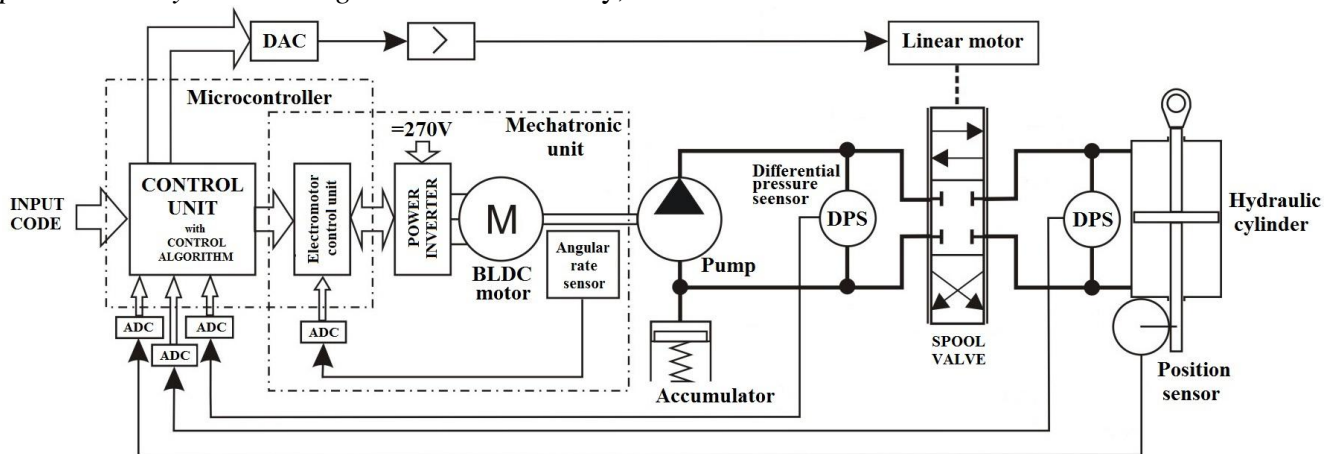 DAC
>
Linear motor
Microcontroller
=270V
Mechatronic
unit
INPUT
CODE
CONTROL
UNIT
with
CONTROL
ALGORITHM
Electromotor
control unit
POWER
INVERTER
M
BLDC
motor
Angular
rate
sensor
Pump
Differential
pressure
seensor
DPS
DPS
Hydraulic
cylinder
ADC
ADC
ADC
ADC
Accumulator
SPOOL
VALVE
Position
sensor